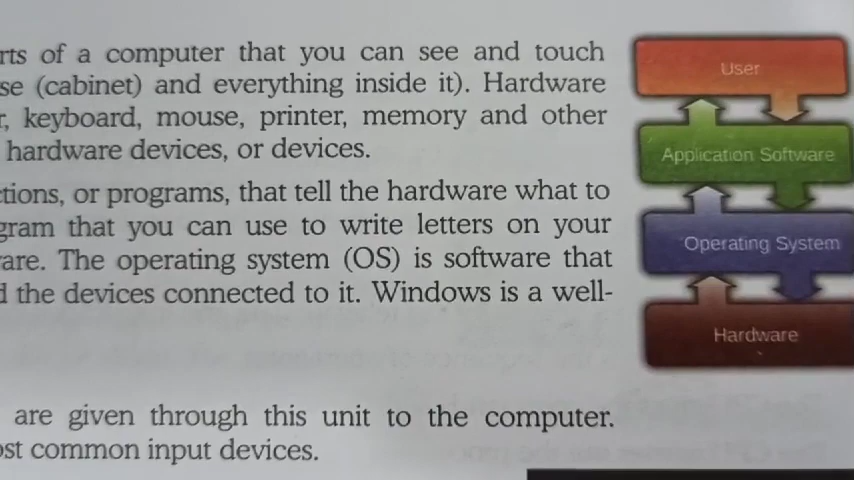 rts of a computer that you can see and touch
se (cabinet) and everything inside it). Hardware
r, keyboard, mouse, printer, memory and other
hardware devices, or devices.
ctions, or programs, that tell the hardware what to
gram that you can use to write letters on your
are. The operating system (OS) is software that
d the devices connected to it. Windows is a well-
are given through this unit to the computer.
ost common input devices.
User
Application Software
Operating System
Hardware